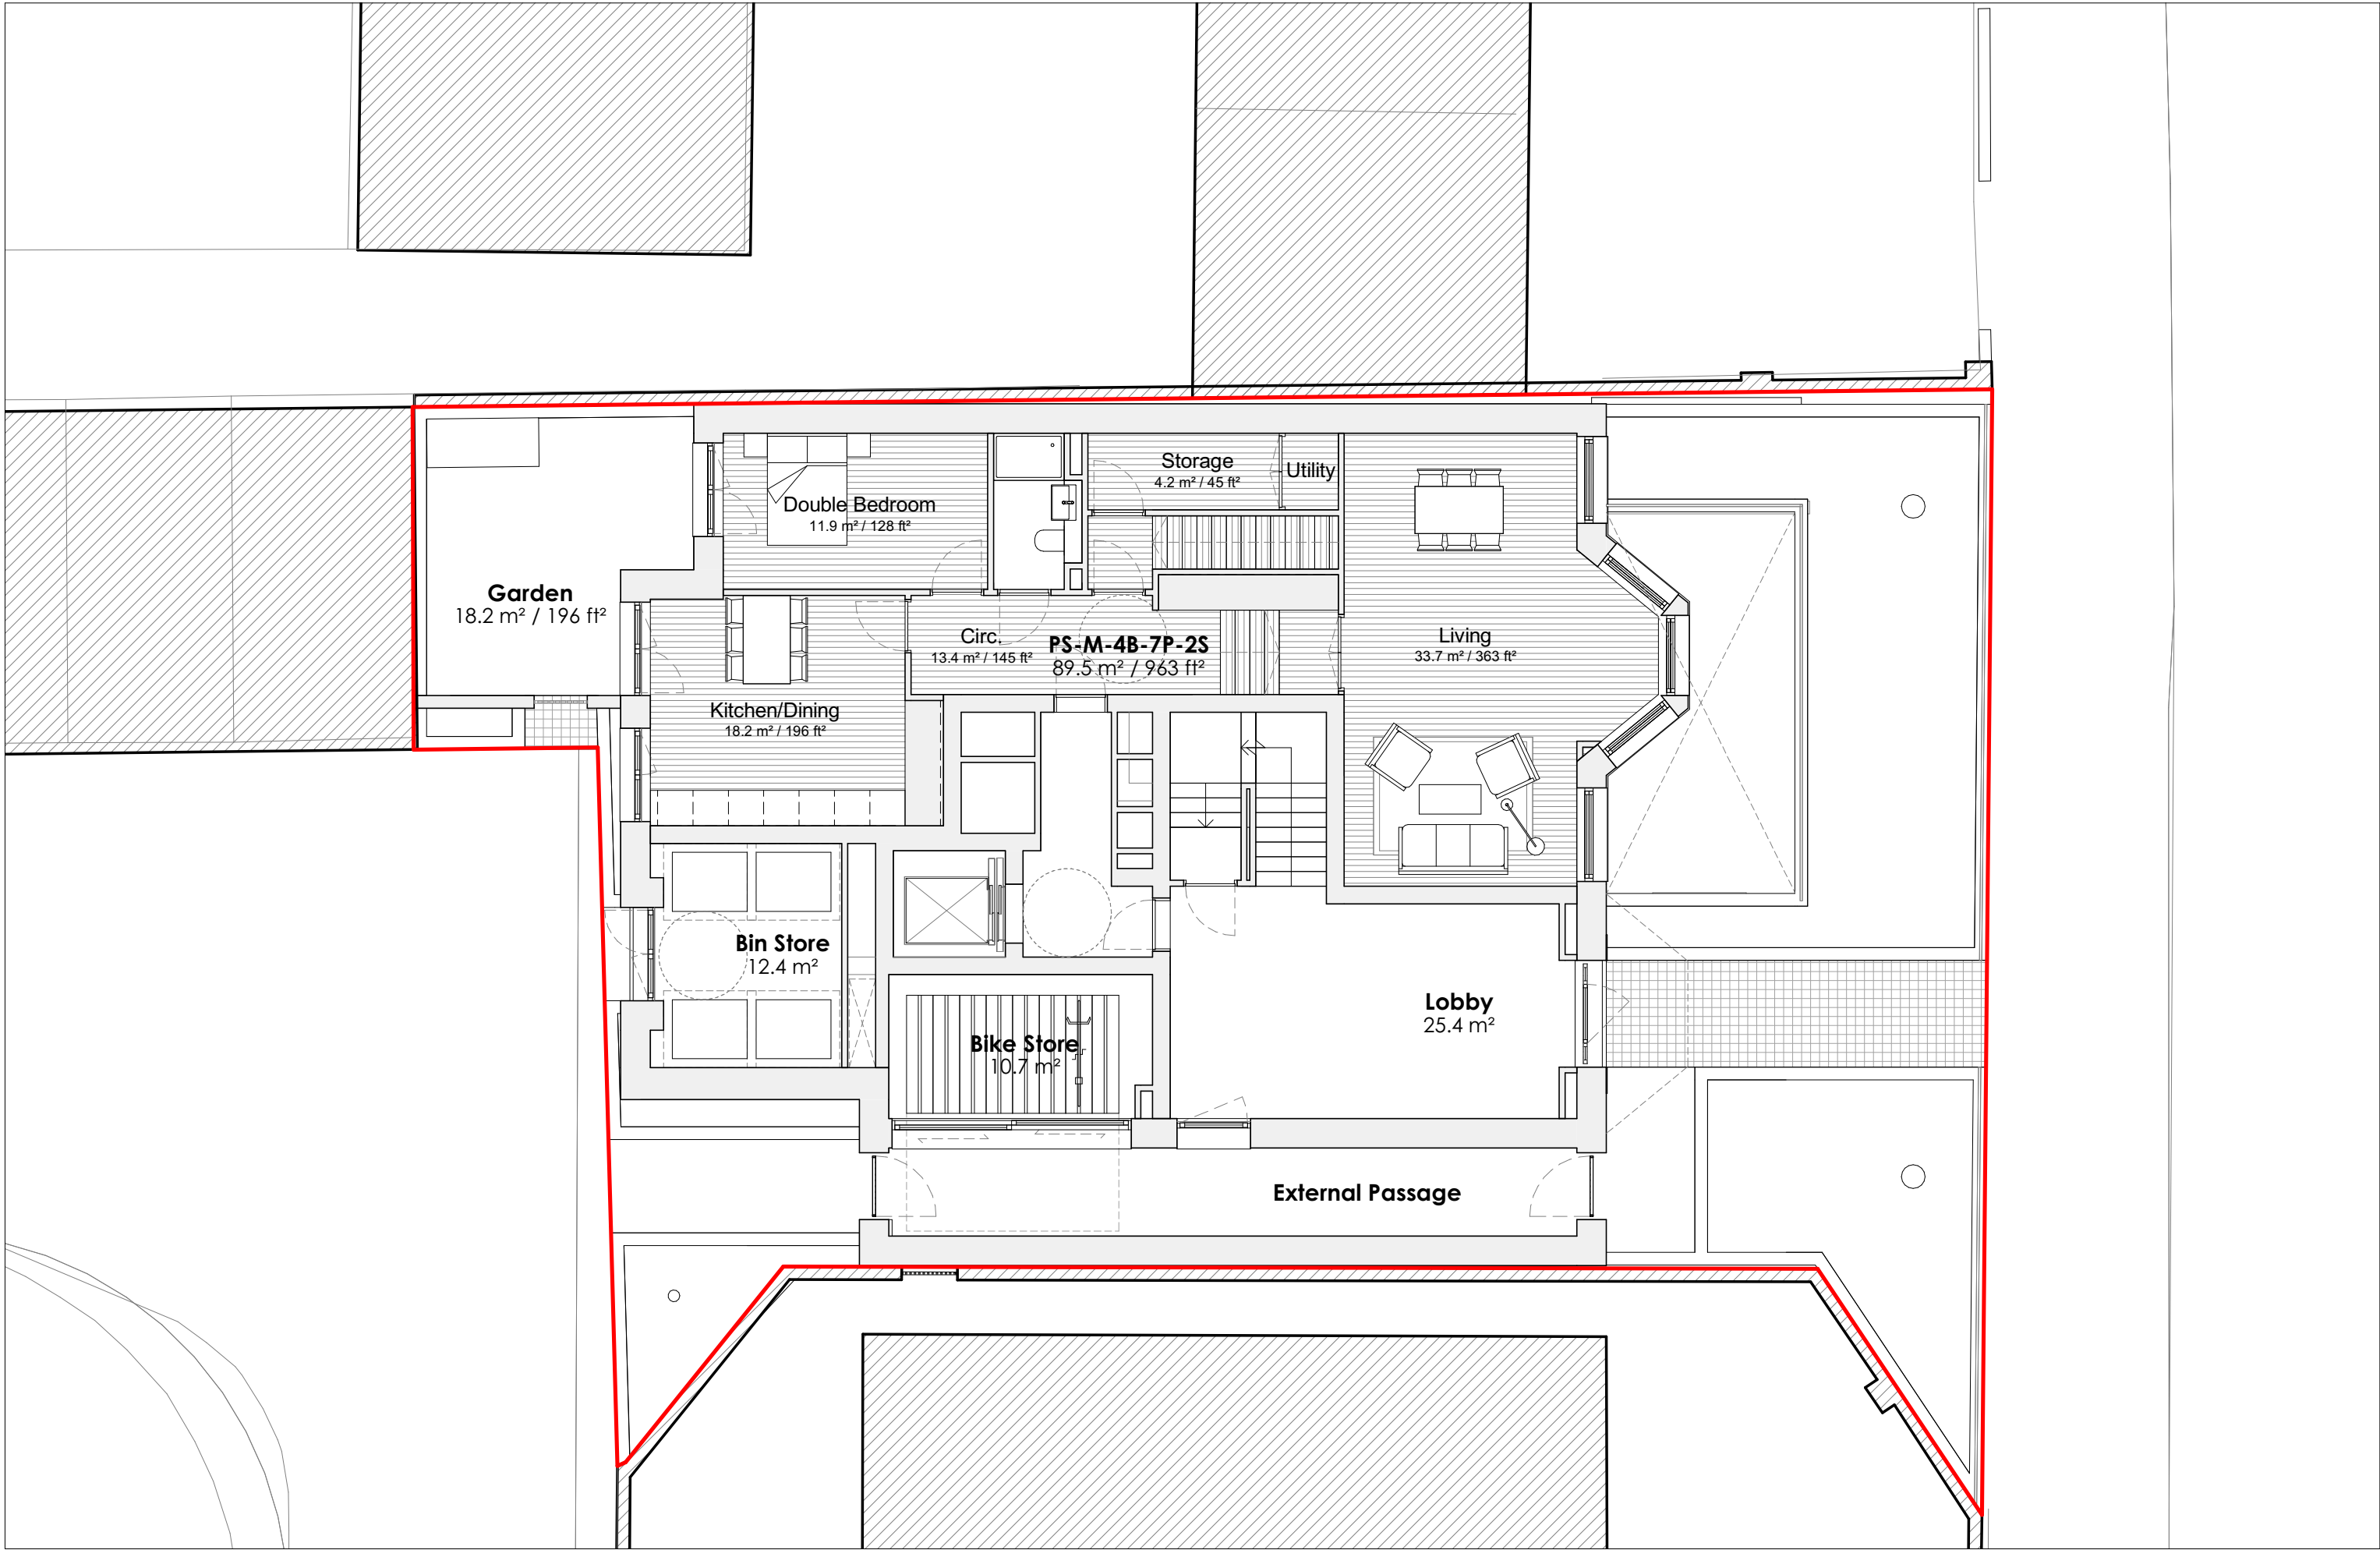 Storage
4.2 m² / 45 ft²
Utility
Double Bedroom
11.9 m² / 128 ft²
Garden
18.2 m² / 196 ft²
Circ.
13.4 m² / 145 ft²
PS-M-4B-7P-2S
89.5 m² / 963 ft²
Living
33.7 m² / 363 ft²
Kitchen/Dining
18.2 m² / 196 ft²
Bin Store
12.4 m²
Lobby
25.4 m²
Bike Store
10.7 m²
External Passage